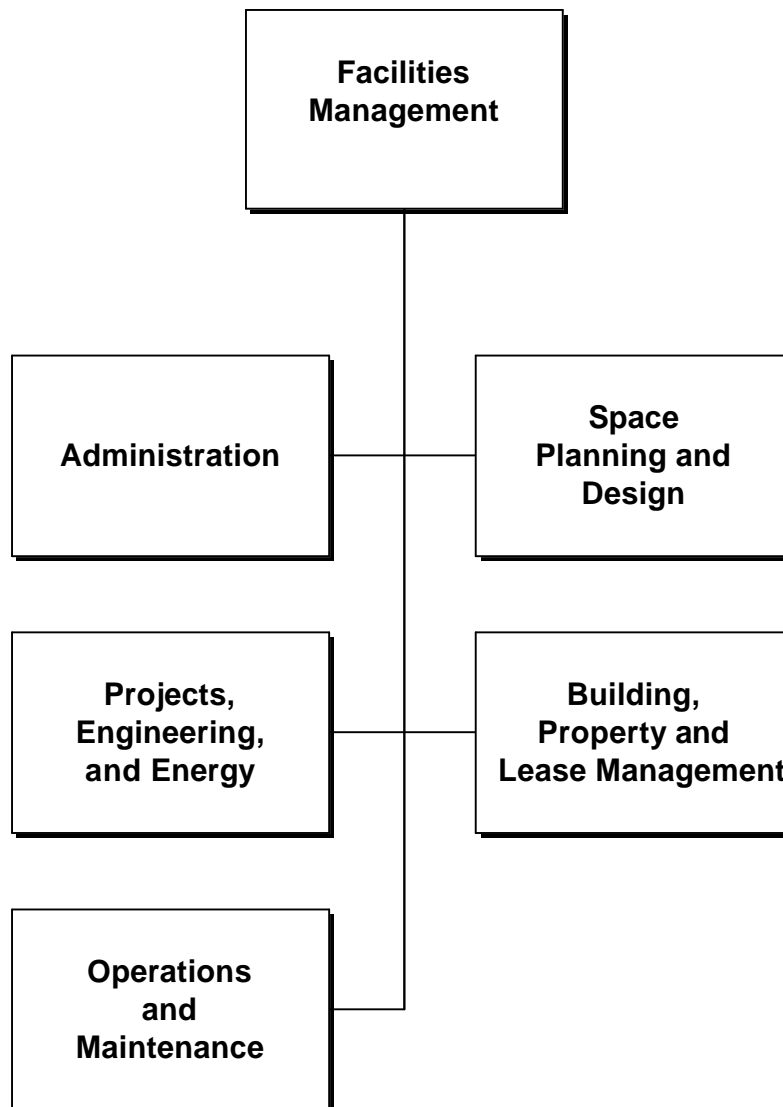 Facilities
Management
Administration
Space
Planning and
Design
Projects,
Engineering,
and Energy
Building,
Property and
Lease Management
Operations
and
Maintenance